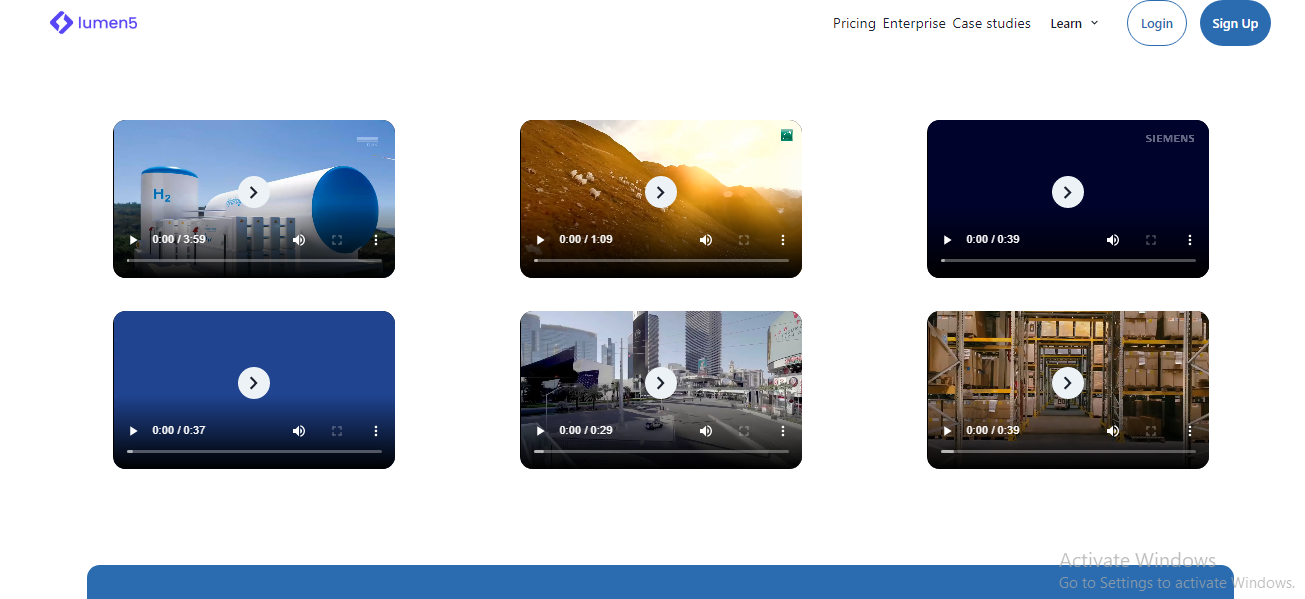 lumen5
Pricing Enterprise Case studies Learn Login Sign Up
H2
0:00 / 3:59
0:00 / 1:09
SIEMENS
0:00 / 0:39
0:00 / 0:37
0:00 / 0:29
0:00 / 0:39
Activate Windows
Go to Settings to activate Windows.